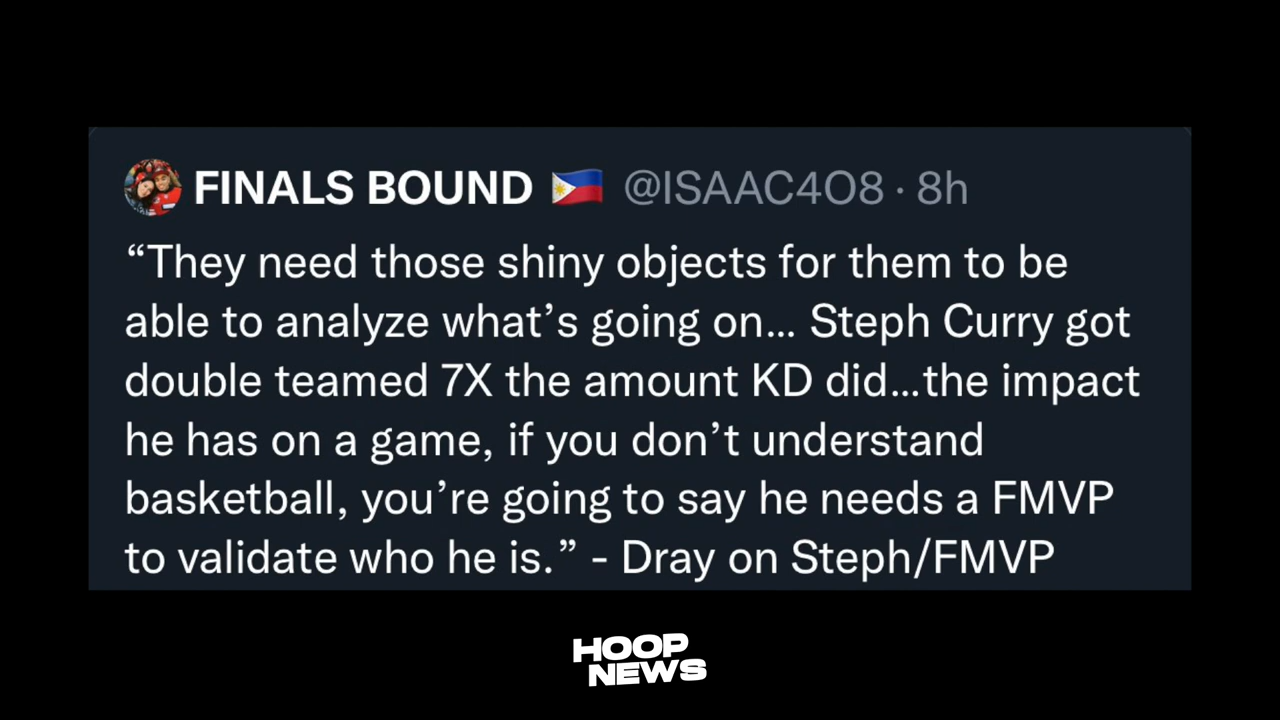 FINALS BOUND 🇵🇭 @ISAAC4O8 · 8h
“They need those shiny objects for them to be
able to analyze what’s going on... Steph Curry got
double teamed 7X the amount KD did...the impact
he has on a game, if you don’t understand
basketball, you’re going to say he needs a FMVP
to validate who he is.” - Dray on Steph/FMVP
HOOP
NEWS